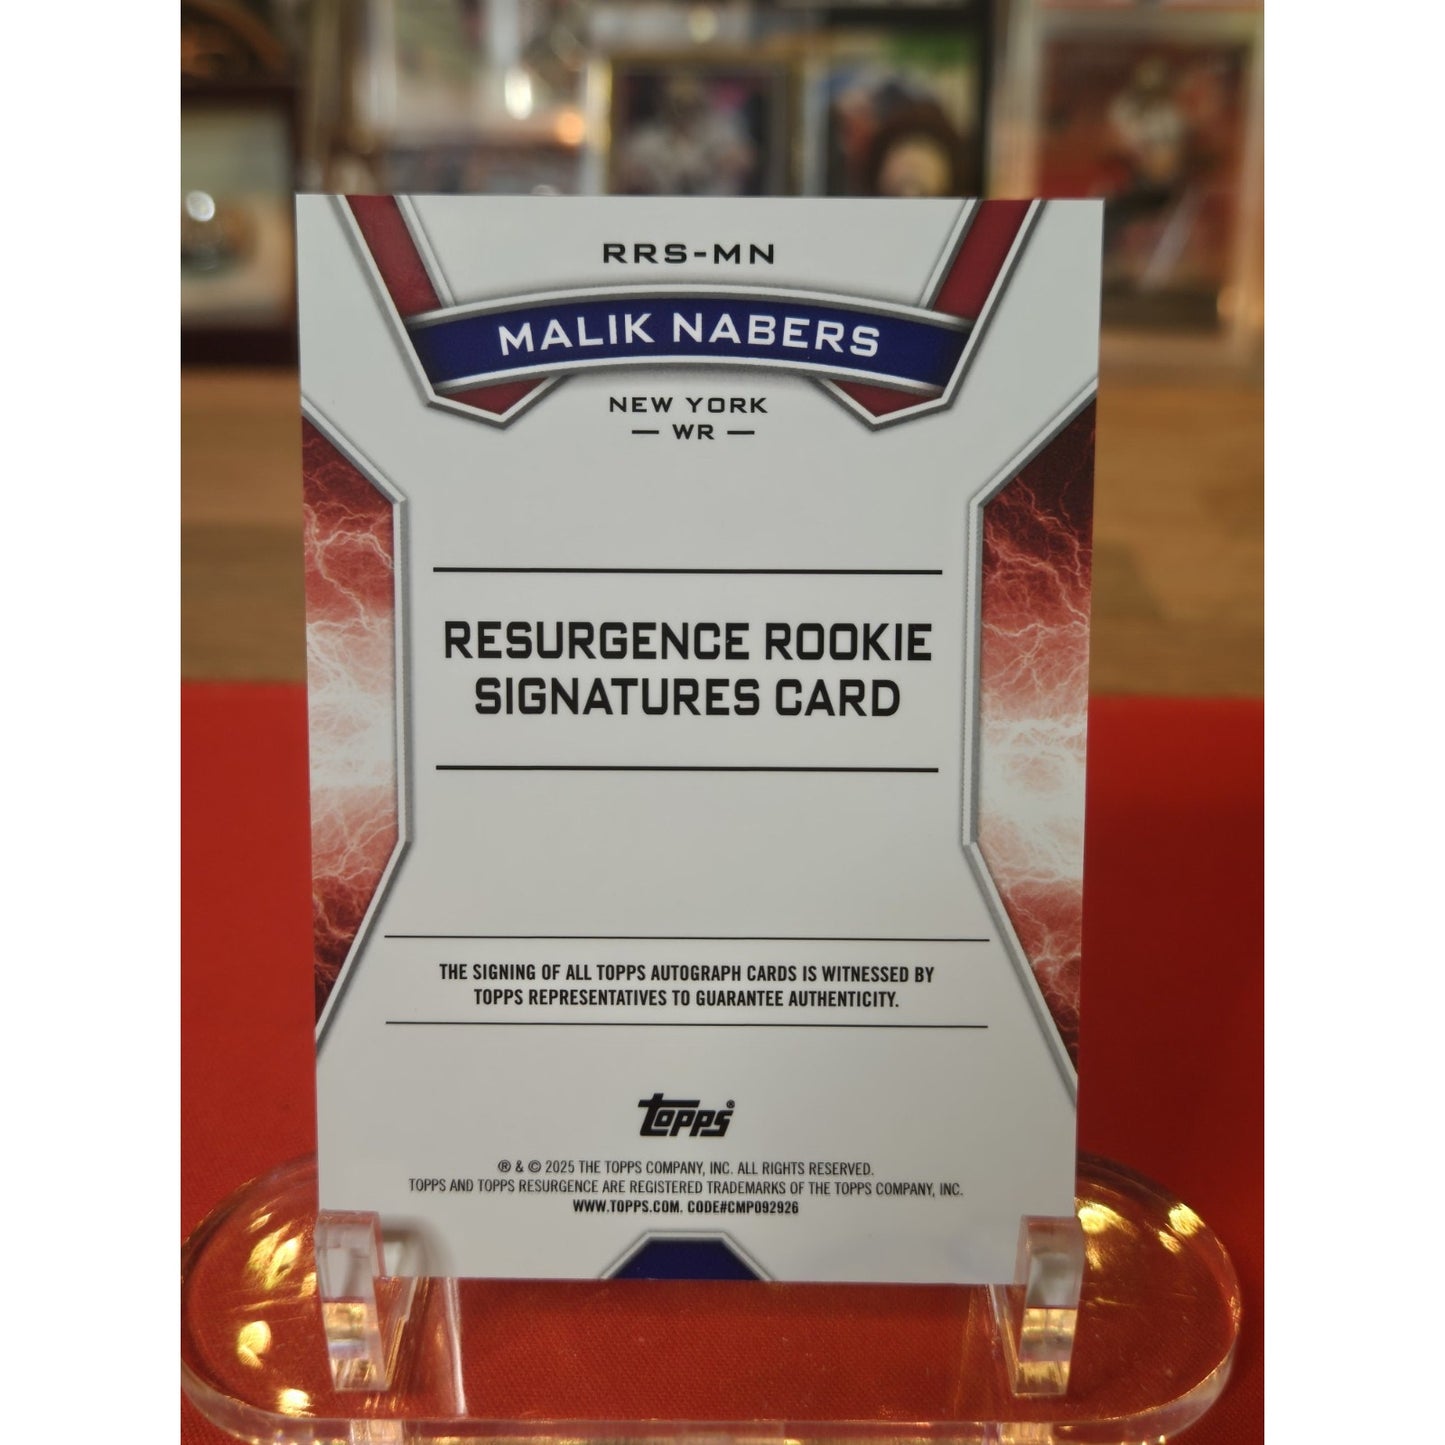 RRS-MN
MALIK NABERS
NEW YORK
— WR —
RESURGENCE ROOKIE
SIGNATURES CARD
THE SIGNING OF ALL TOPPS AUTOGRAPH CARDS IS WITNESSED BY
TOPPS REPRESENTATIVES TO GUARANTEE AUTHENTICITY.
topps®
® & © 2025 THE TOPPS COMPANY, INC. ALL RIGHTS RESERVED.
TOPPS AND TOPPS RESURGENCE ARE REGISTERED TRADEMARKS OF THE TOPPS COMPANY, INC.
WWW.TOPPS.COM. CODE#CMP092926